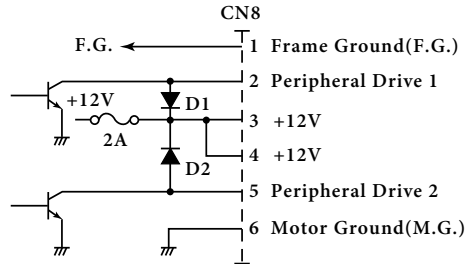 CN8
F.G. 1 Frame Ground(F.G.)
2 Peripheral Drive 1
+12V D1
3 +12V
2A
4 +12V
D2
5 Peripheral Drive 2
6 Motor Ground(M.G.)